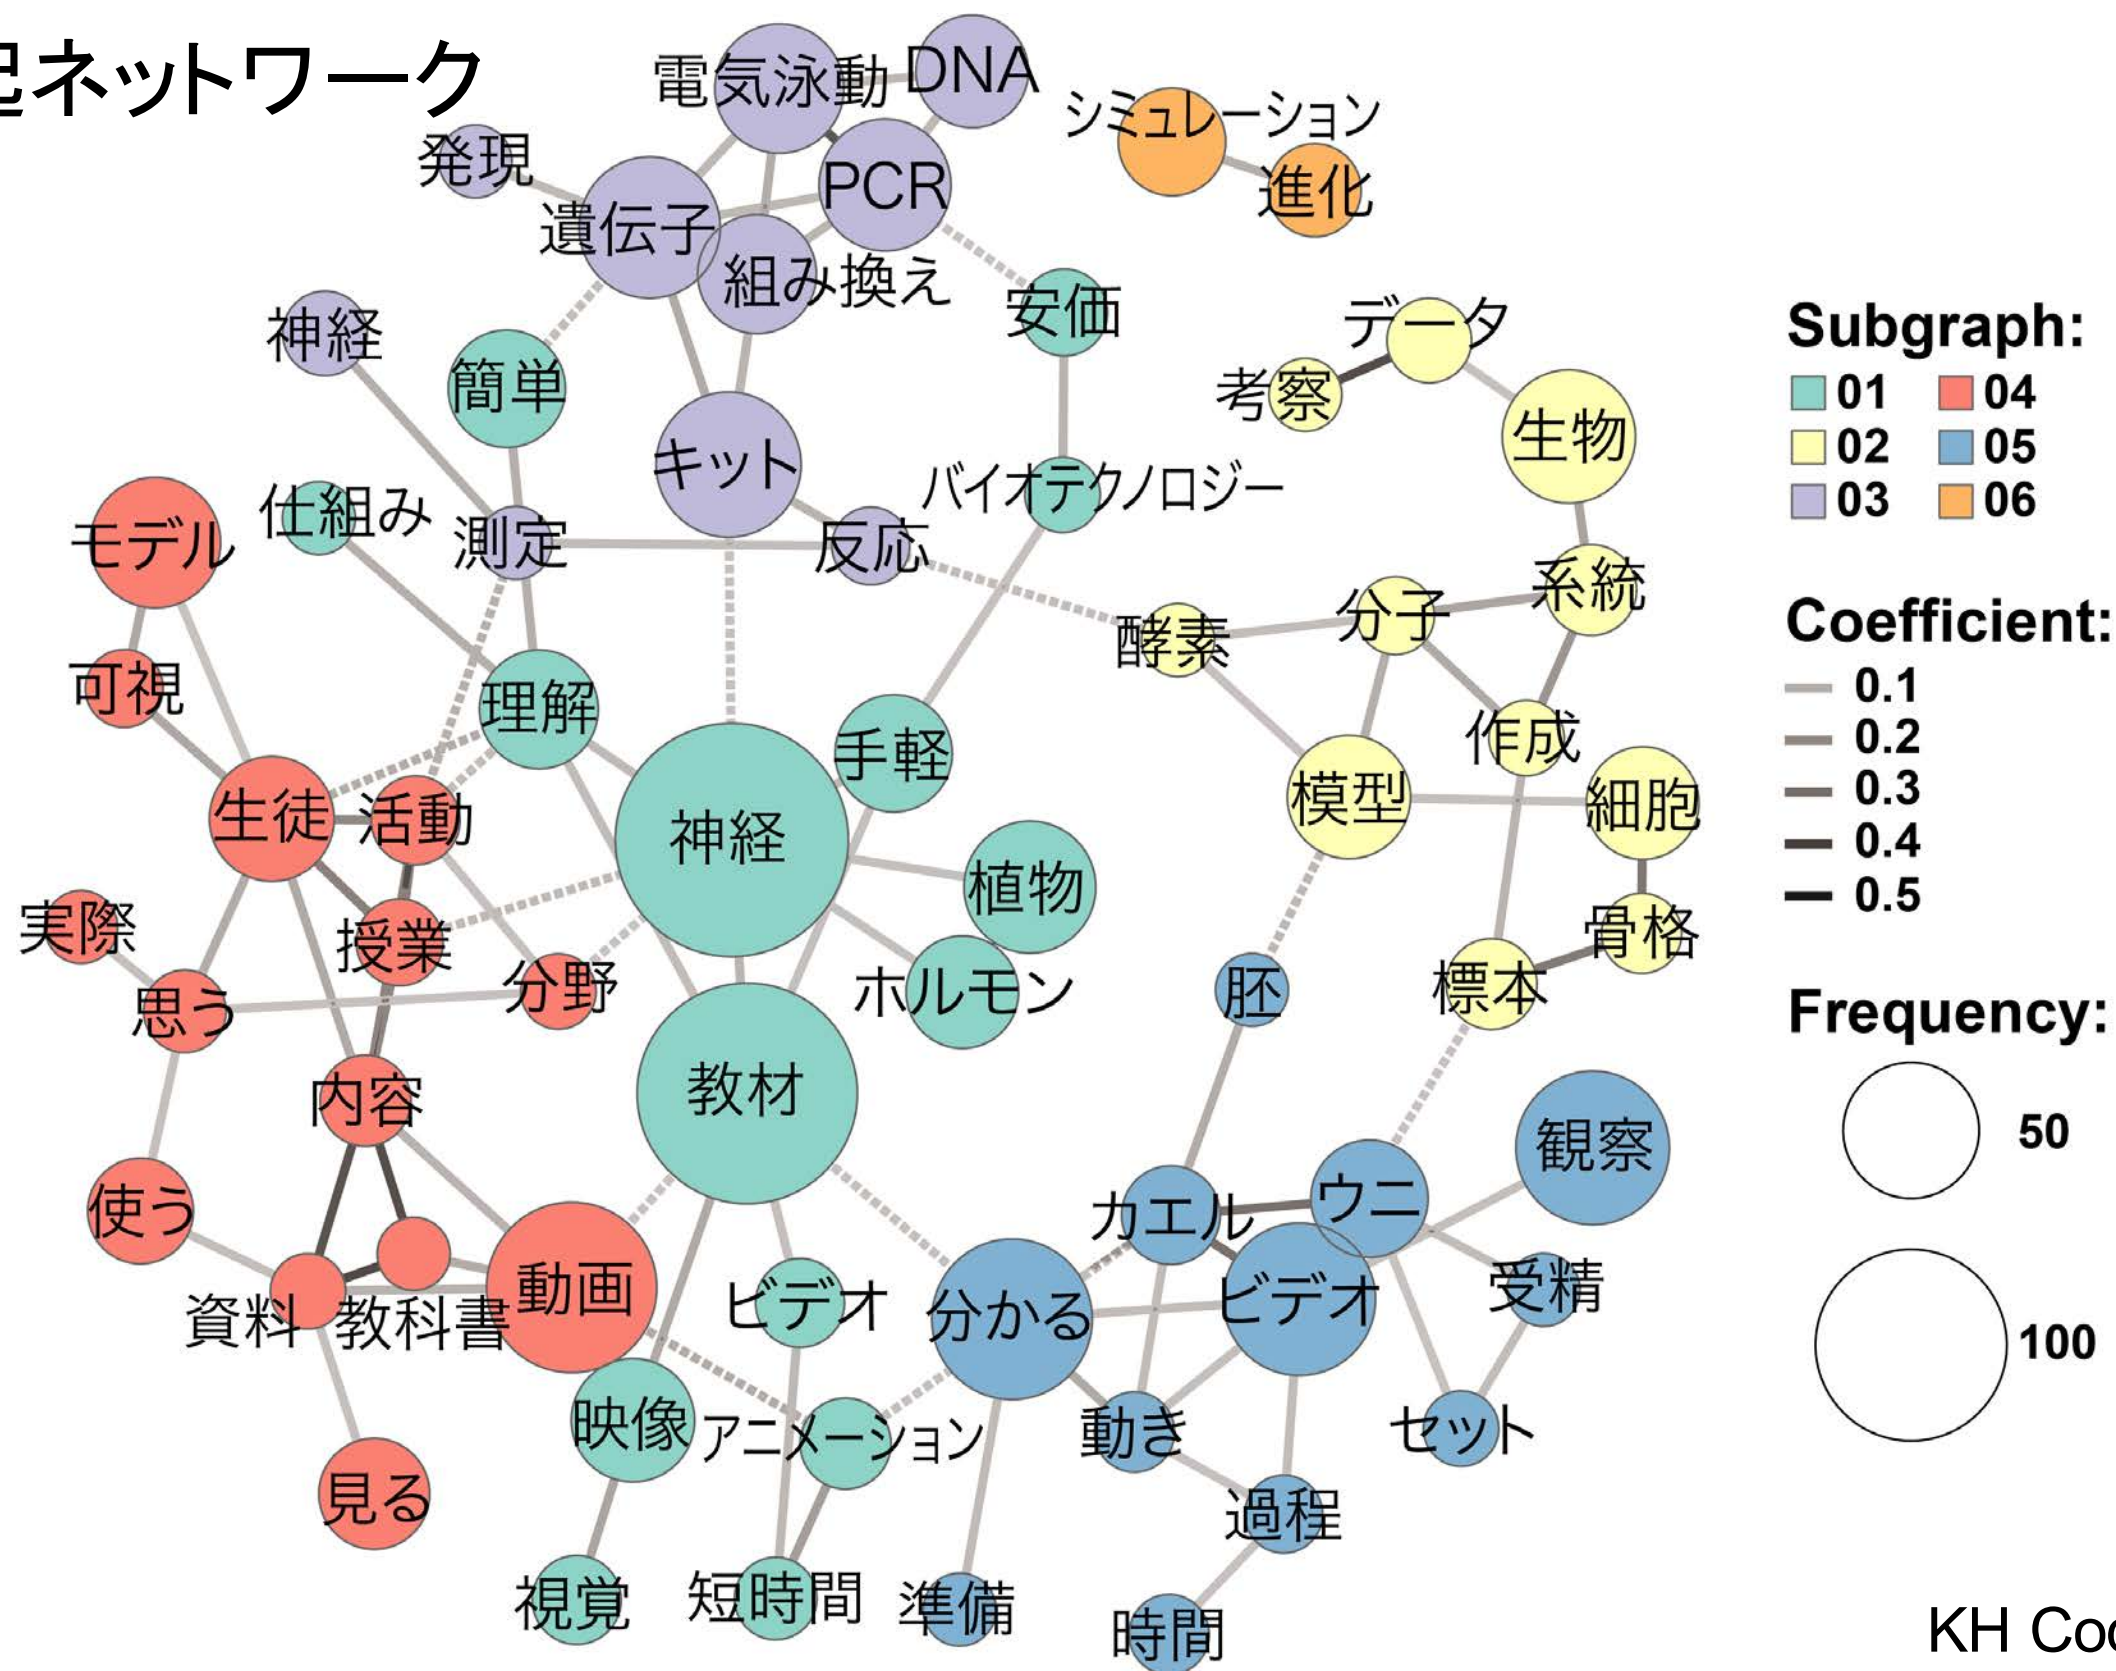 起ネットワーク
電気泳動
DNA
シミュレーション
発現
PCR
進化
遺伝子
組み換え
安価
神経
データ
簡単
考察
生物
キット
バイオテクノロジー
仕組み
モデル
測定
反応
系統
分子
酵素
可視
理解
手軽
作成
模型
細胞
生徒
活動
神経
植物
実際
授業
骨格
分野
ホルモン
胚
標本
思う
内容
教材
観察
使う
カエル
ウニ
動画
ビデオ
分かる
ビデオ
受精
資料
教科書
映像
アニメーション
動き
セット
見る
過程
視覚
短時間
準備
時間
Subgraph:
01 04
02 05
03 06
Coefficient:
0.1
0.2
0.3
0.4
0.5
Frequency:
50
100
KH Co